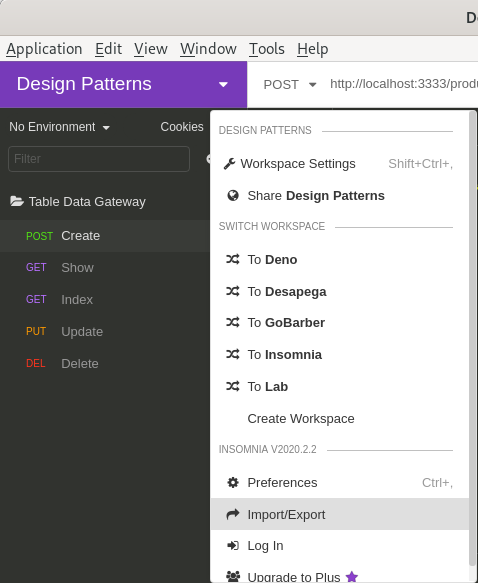 D
Application Edit View Window Tools Help
Design Patterns POST http://localhost:3333/produ
No Environment Cookies
Filter
Table Data Gateway
POST Create
GET Show
GET Index
PUT Update
DEL Delete
DESIGN PATTERNS
Workspace Settings Shift+Ctrl+,
Share Design Patterns
SWITCH WORKSPACE
To Deno
To Desapega
To GoBarber
To Insomnia
To Lab
Create Workspace
INSOMNIA V2020.2.2
Preferences Ctrl+,
Import/Export
Log In
Upgrade to Plus